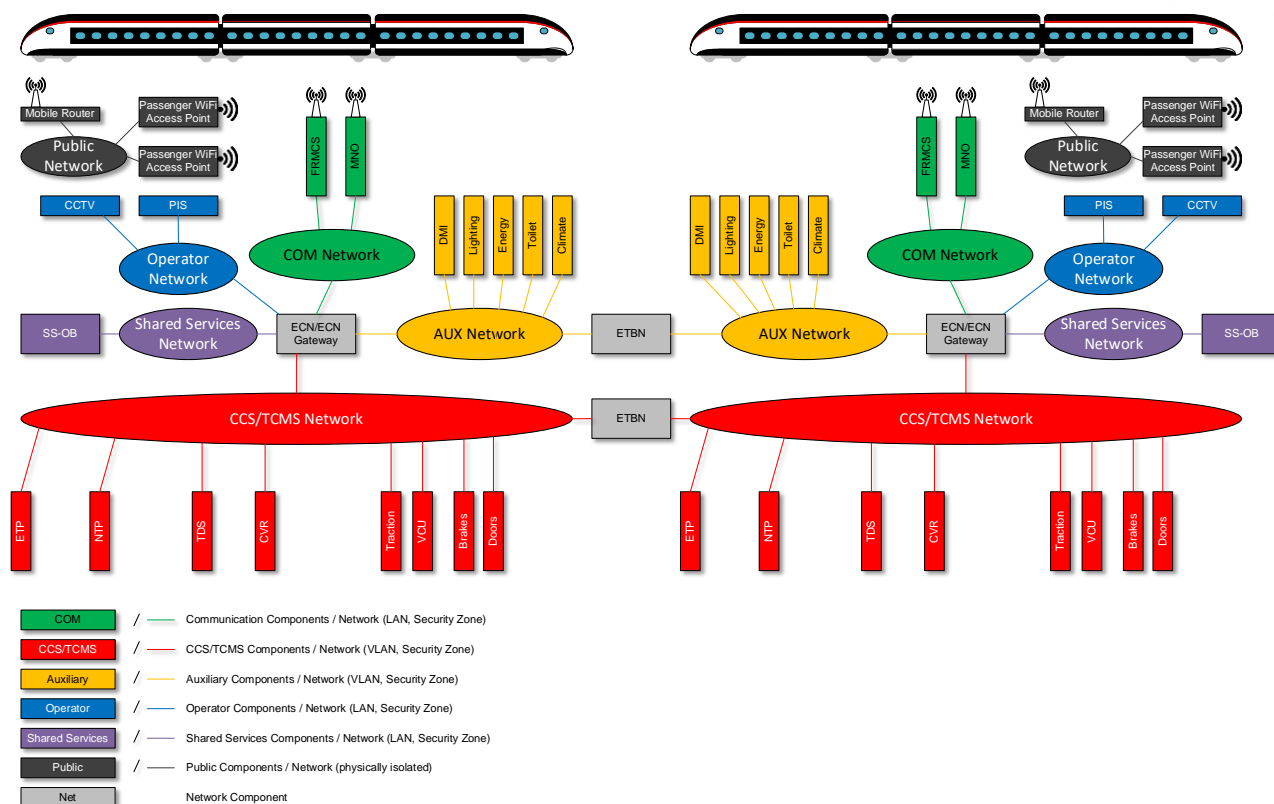 Mobile Router
Passenger WiFi
Access Point
Public
Network
Passenger WiFi
Access Point
FRMCS
MNO
CCTV
PIS
Operator
Network
COM Network
DMI
Lighting
Energy
Toilet
Climate
SS-OB
Shared Services
Network
ECN/ECN
Gateway
AUX Network
ETBN
DMI
Lighting
Energy
Toilet
Climate
FRMCS
MNO
Mobile Router
Passenger WiFi
Access Point
Public
Network
Passenger WiFi
Access Point
PIS
CCTV
COM Network
Operator
Network
AUX Network
ECN/ECN
Gateway
Shared Services
Network
SS-OB
CCS/TCMS Network
ETBN
CCS/TCMS Network
ETP
NTP
TDS
CVR
Traction
VCU
Brakes
Doors
ETP
NTP
TDS
CVR
Traction
VCU
Brakes
Doors
COM / Communication Components / Network (LAN, Security Zone)
CCS/TCMS / CCS/TCMS Components / Network (VLAN, Security Zone)
Auxiliary / Auxiliary Components / Network (VLAN, Security Zone)
Operator / Operator Components / Network (LAN, Security Zone)
Shared Services / Shared Services Components / Network (LAN, Security Zone)
Public / Public Components / Network (physically isolated)
Net Network Component